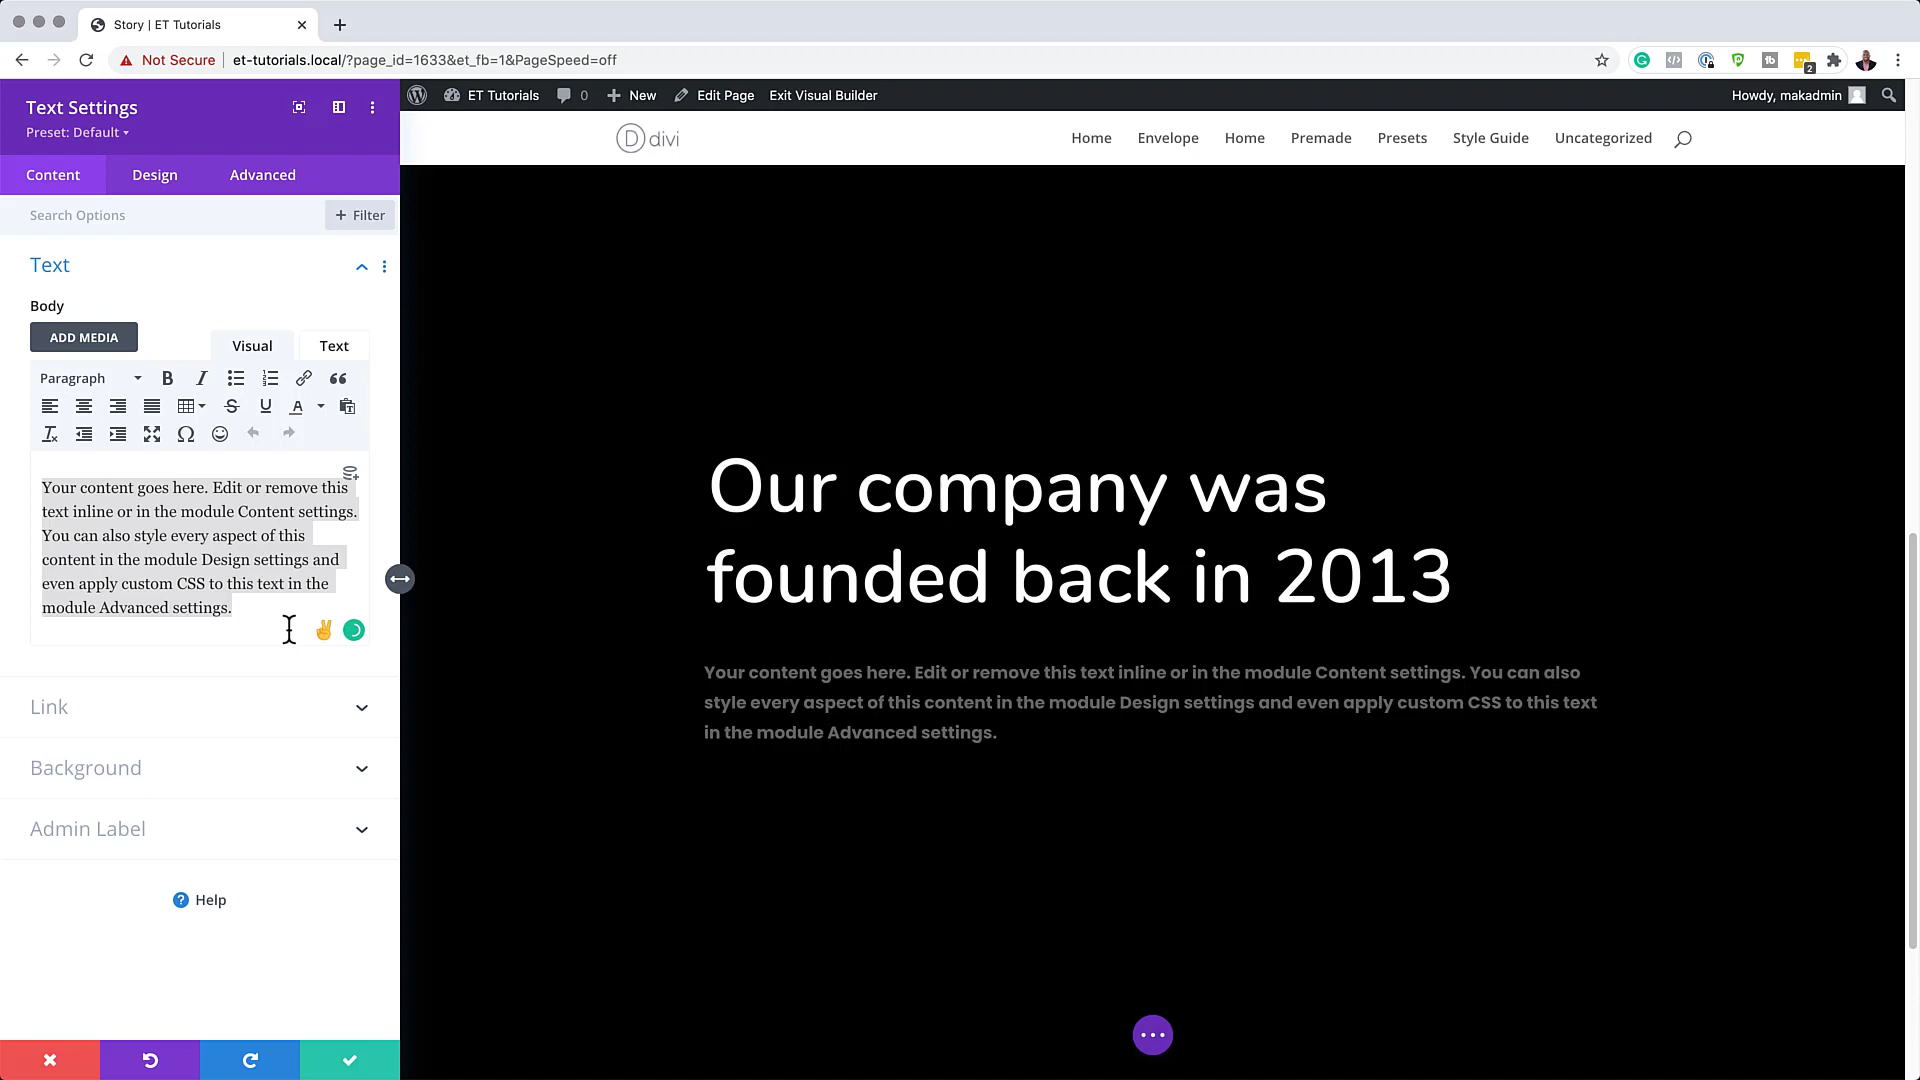 Story | ET Tutorials
Not Secure
et-tutorials.local/?page_id=1633&et_fb=1&PageSpeed=off
2
Text Settings
Preset: Default
Content
Design
Advanced
Search Options
+ Filter
Text
Body
ADD MEDIA
Visual
Text
Paragraph
Your content goes here. Edit or remove this
text inline or in the module Content settings.
You can also style every aspect of this
content in the module Design settings and
even apply custom CSS to this text in the
module Advanced settings.
Link
Background
Admin Label
Help
ET Tutorials
0
New
Edit Page
Exit Visual Builder
Howdy, makadmin
D divi
Home
Envelope
Home
Premade
Presets
Style Guide
Uncategorized
Our company was
founded back in 2013
Your content goes here. Edit or remove this text inline or in the module Content settings. You can also
style every aspect of this content in the module Design settings and even apply custom CSS to this text
in the module Advanced settings.